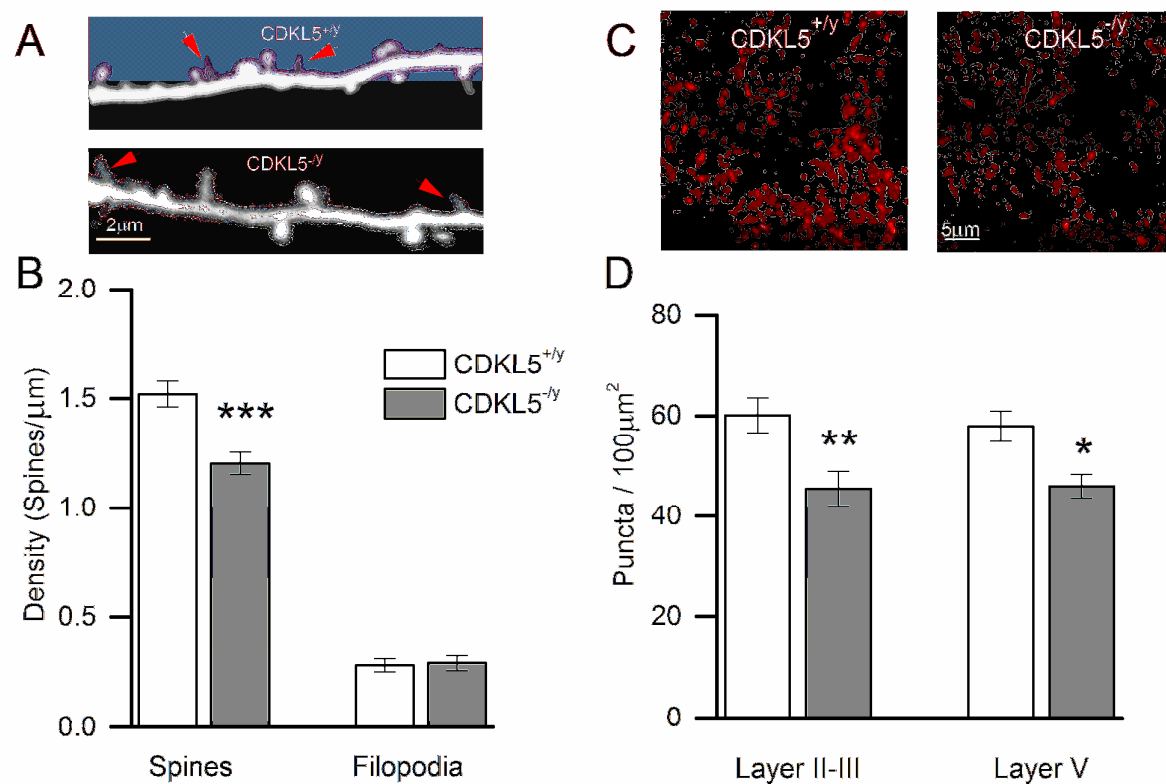 A
CDKL5+/y
CDKL5-/y
2μm
B
Density (Spines/μm)
2.0
1.5
1.0
0.5
0.0
***
CDKL5+/y
CDKL5-/y
Spines
Filopodia
C
CDKL5+/y
CDKL5-/y
5μm
D
Puncta / 100μm²
80
60
40
20
0
**
*
Layer II-III
Layer V